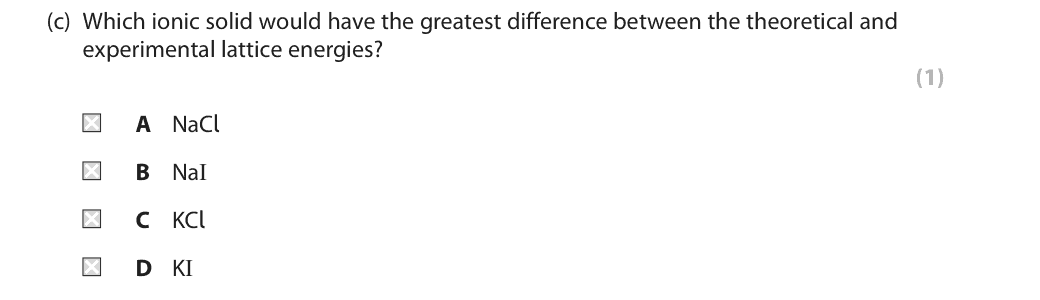 (c) Which ionic solid would have the greatest difference between the theoretical and
experimental lattice energies?
(1)
A NaCl
B NaI
C KCl
D KI